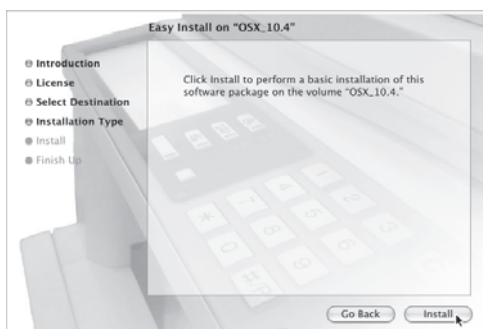 Easy Install on “OSX_10.4”
Introduction
License
Select Destination
Installation Type
Install
Finish Up
Click Install to perform a basic installation of this
software package on the volume “OSX_10.4.”
Go Back
Install